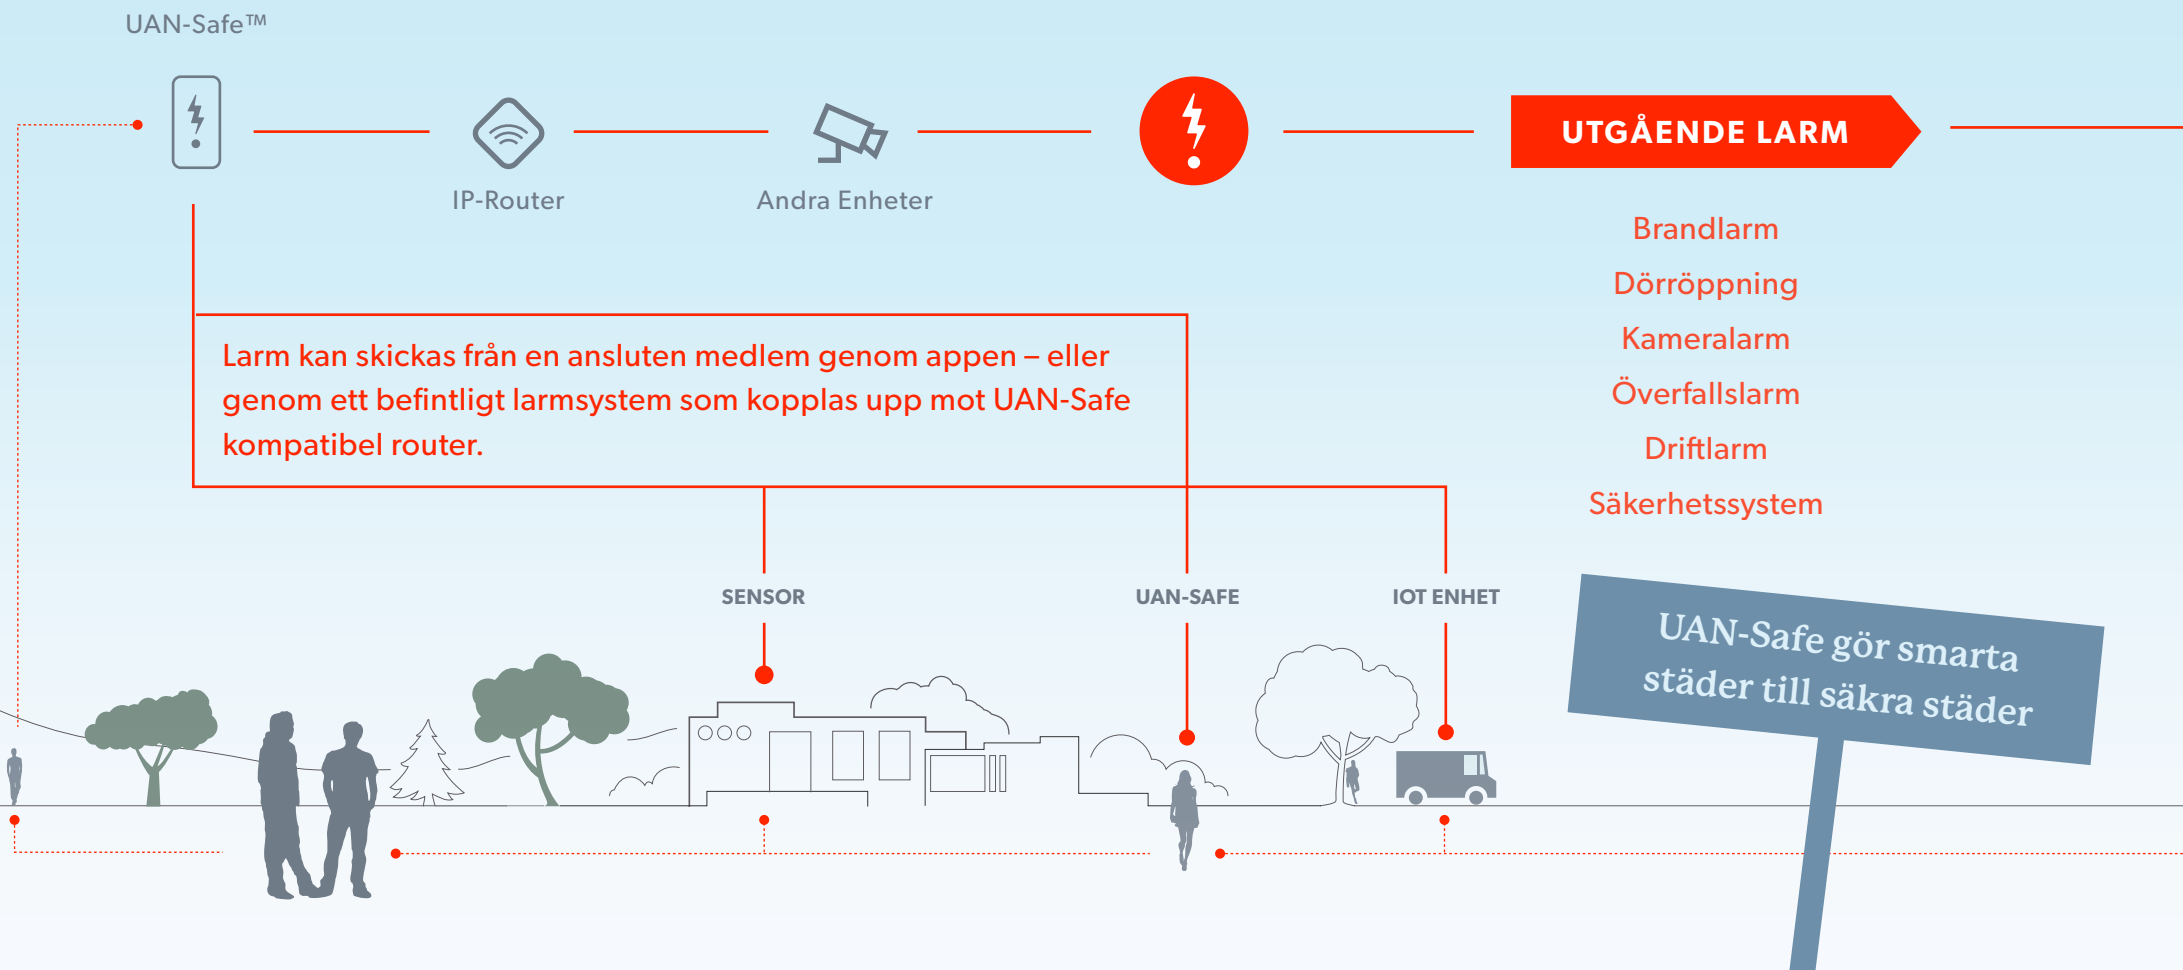 UAN-Safe™
IP-Router
Andra Enheter
UTGÅENDE LARM
Brandlarm
Dörröppning
Kameralarm
Överfallslarm
Driftlarm
Säkerhetssystem
Larm kan skickas från en ansluten medlem genom appen – eller
genom ett befintligt larmsystem som kopplas upp mot UAN-Safe
kompatibel router.
SENSOR
UAN-SAFE
IOT ENHET
UAN-Safe gör smarta
städer till säkra städer